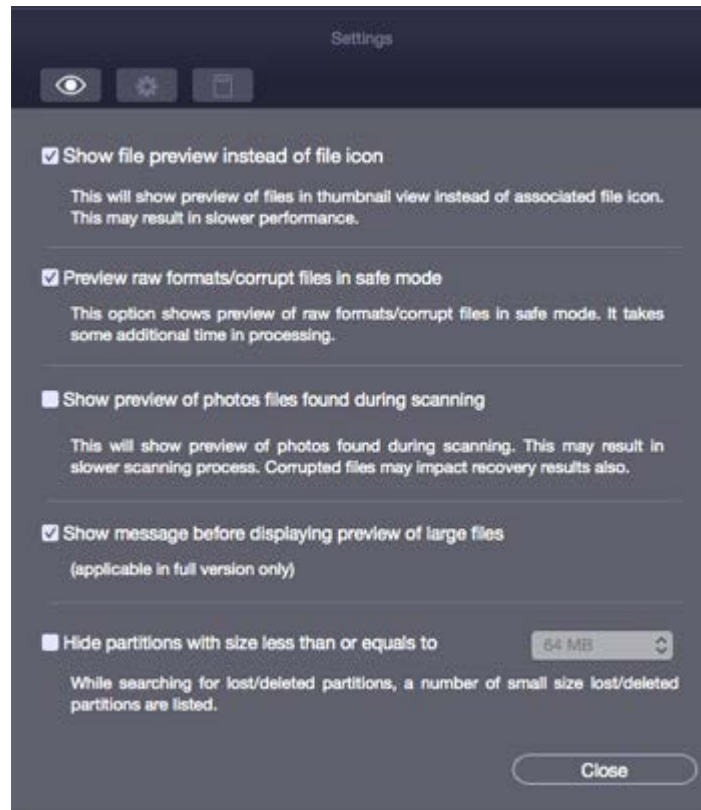 Settings
Show file preview instead of file icon
This will show preview of files in thumbnail view instead of associated file icon.
This may result in slower performance.
Preview raw formats/corrupt files in safe mode
This option shows preview of raw formats/corrupt files in safe mode. It takes
some additional time in processing.
Show preview of photos files found during scanning
This will show preview of photos found during scanning. This may result in
slower scanning process. Corrupted files may impact recovery results also.
Show message before displaying preview of large files
(applicable in full version only)
Hide partitions with size less than or equals to 64 MB
While searching for lost/deleted partitions, a number of small size lost/deleted
partitions are listed.
Close